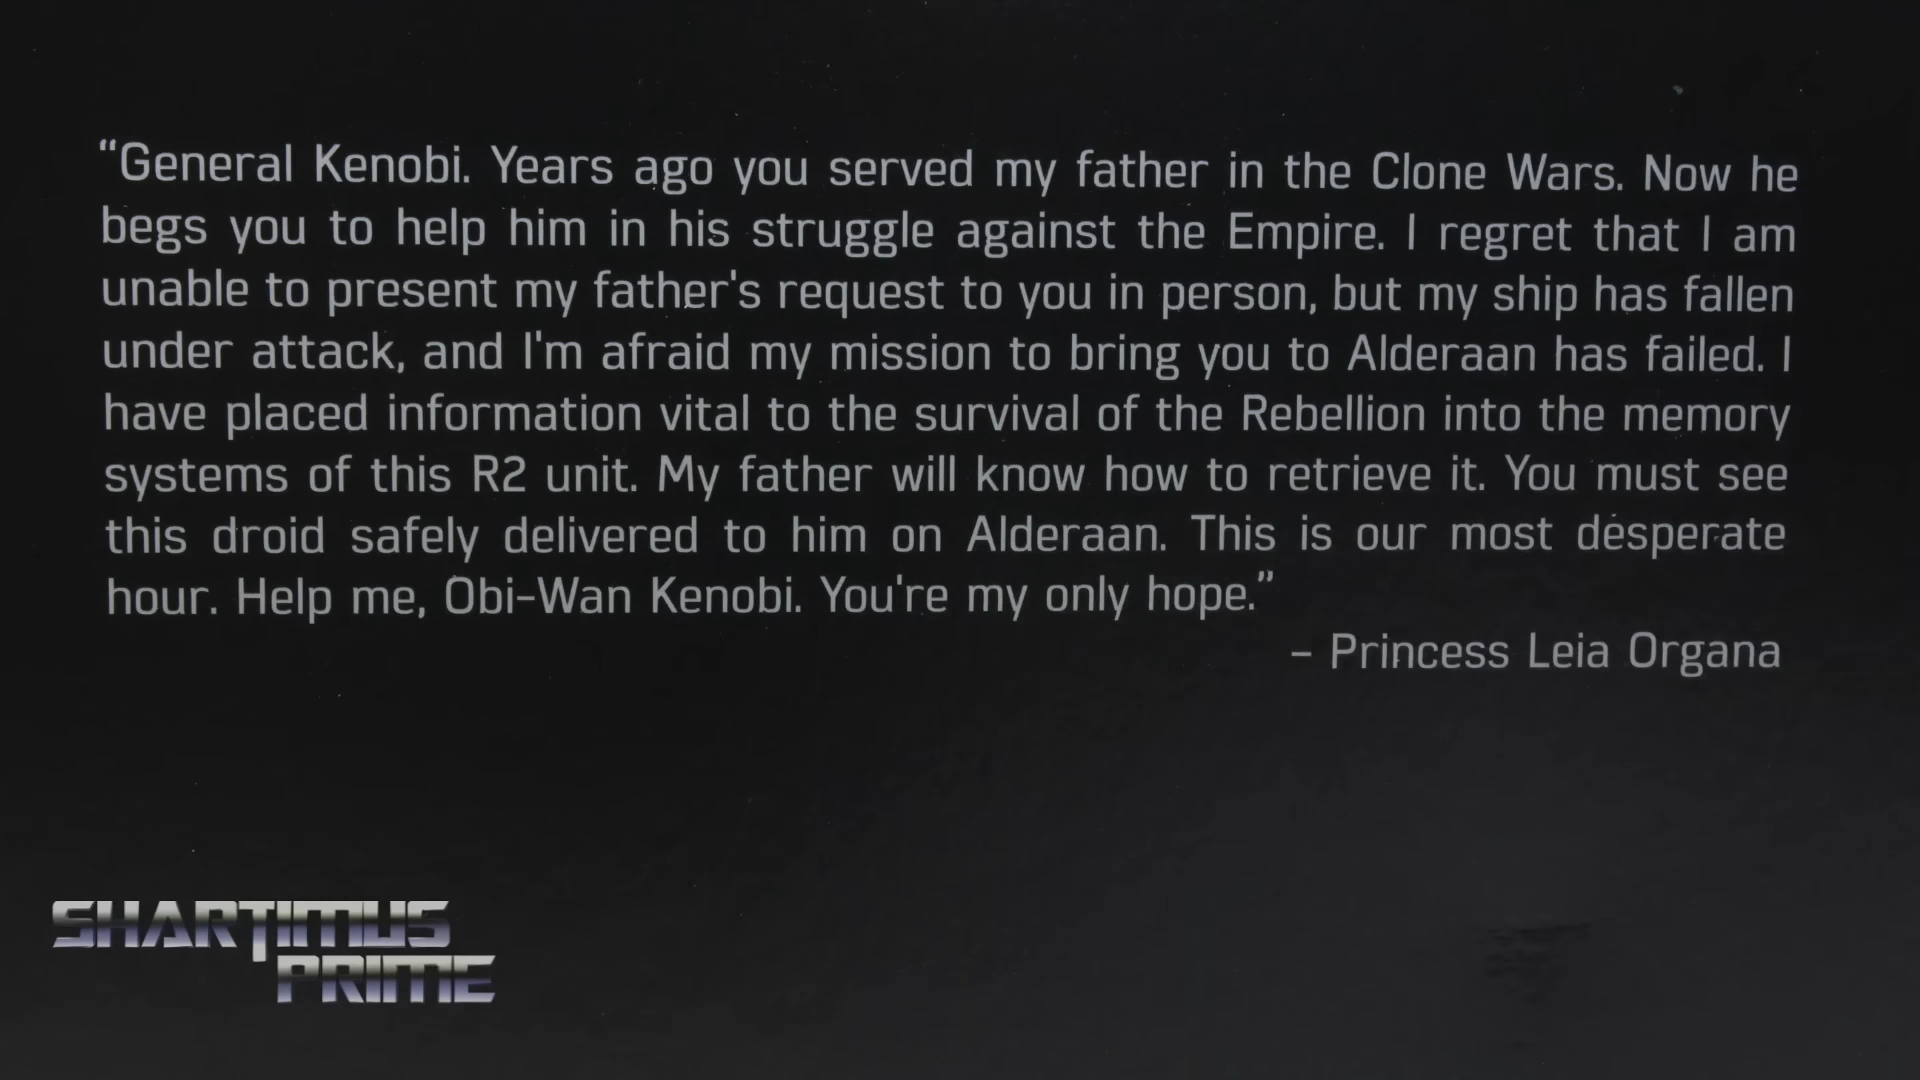 “General Kenobi. Years ago you served my father in the Clone Wars. Now he
begs you to help him in his struggle against the Empire. I regret that I am
unable to present my father's request to you in person, but my ship has fallen
under attack, and I'm afraid my mission to bring you to Alderaan has failed. I
have placed information vital to the survival of the Rebellion into the memory
systems of this R2 unit. My father will know how to retrieve it. You must see
this droid safely delivered to him on Alderaan. This is our most desperate
hour. Help me, Obi-Wan Kenobi. You're my only hope.”
– Princess Leia Organa
SHARTIMUS
PRIME